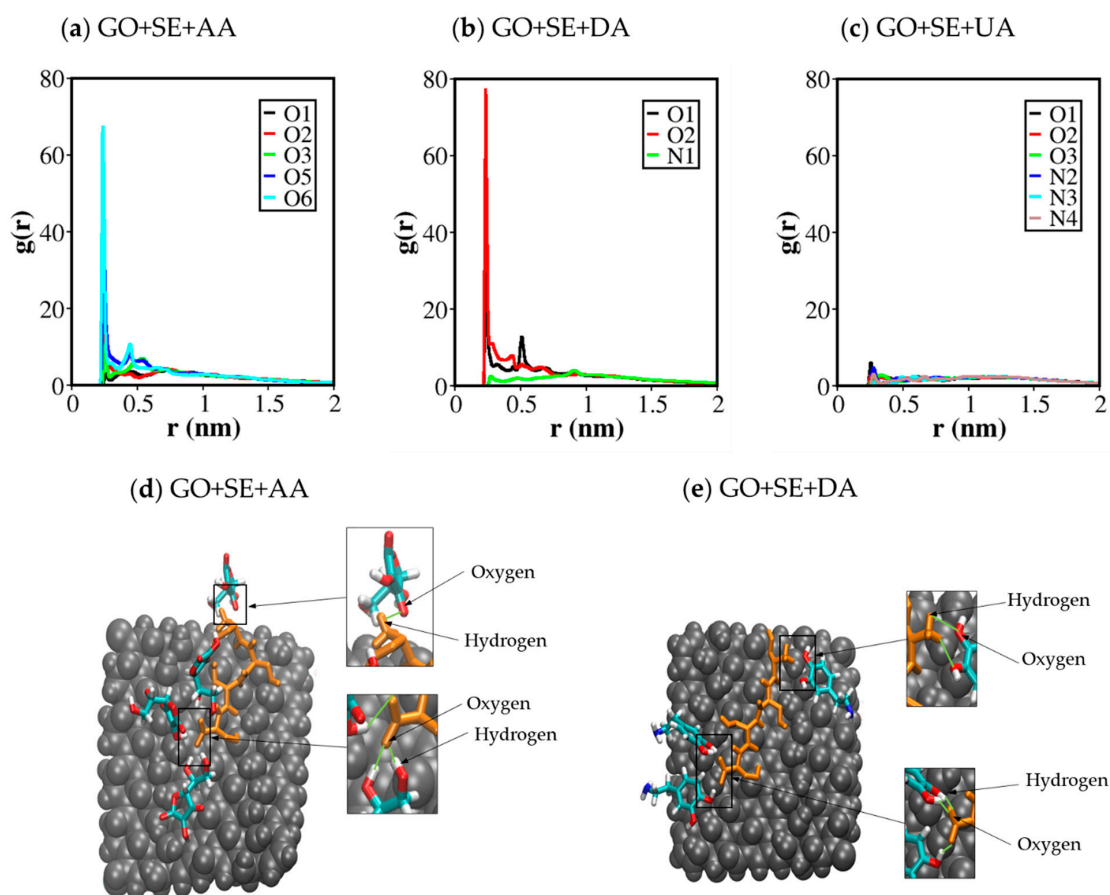 (a) GO+SE+AA
(b) GO+SE+DA
(c) GO+SE+UA
80
60
40
20
0
g(r)
O1
O2
O3
O5
O6
0 0.5 1 1.5 2
r (nm)
80
60
40
20
0
g(r)
O1
O2
N1
0 0.5 1 1.5 2
r (nm)
80
60
40
20
0
g(r)
O1
O2
O3
N2
N3
N4
0 0.5 1 1.5 2
r (nm)
(d) GO+SE+AA
Oxygen
Hydrogen
Oxygen
Hydrogen
(e) GO+SE+DA
Hydrogen
Oxygen
Hydrogen
Oxygen